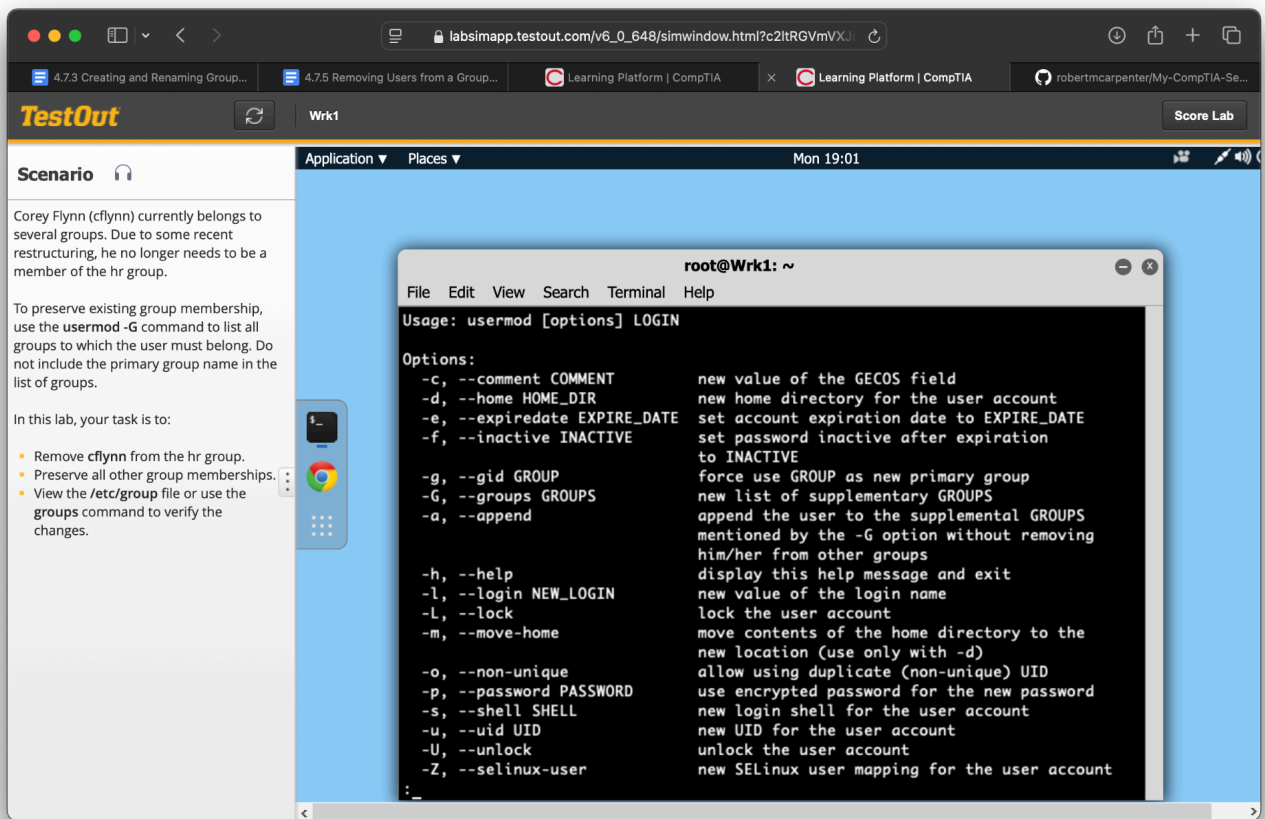 labsimapp.testout.com/v6_0_648/simwindow.html?c2ltRGVmVXJ
4.7.3 Creating and Renaming Group...
4.7.5 Removing Users from a Group...
Learning Platform | CompTIA
Learning Platform | CompTIA
robertmcarpenter/My-CompTIA-Se...
TestOut
Wrk1
Score Lab
Scenario
Corey Flynn (cflynn) currently belongs to
several groups. Due to some recent
restructuring, he no longer needs to be a
member of the hr group.
To preserve existing group membership,
use the usermod -G command to list all
groups to which the user must belong. Do
not include the primary group name in the
list of groups.
In this lab, your task is to:
Remove cflynn from the hr group.
Preserve all other group memberships.
View the /etc/group file or use the
groups command to verify the
changes.
Application Places Mon 19:01
root@Wrk1: ~
File Edit View Search Terminal Help
Usage: usermod [options] LOGIN
Options:
-c, --comment COMMENT new value of the GECOS field
-d, --home HOME_DIR new home directory for the user account
-e, --expiredate EXPIRE_DATE set account expiration date to EXPIRE_DATE
-f, --inactive INACTIVE set password inactive after expiration
to INACTIVE
-g, --gid GROUP force use GROUP as new primary group
-G, --groups GROUPS new list of supplementary GROUPS
-a, --append append the user to the supplemental GROUPS
mentioned by the -G option without removing
him/her from other groups
-h, --help display this help message and exit
-l, --login NEW_LOGIN new value of the login name
-L, --lock lock the user account
-m, --move-home move contents of the home directory to the
new location (use only with -d)
-o, --non-unique allow using duplicate (non-unique) UID
-p, --password PASSWORD use encrypted password for the new password
-s, --shell SHELL new login shell for the user account
-u, --uid UID new UID for the user account
-U, --unlock unlock the user account
-Z, --selinux-user new SELinux user mapping for the user account
:_